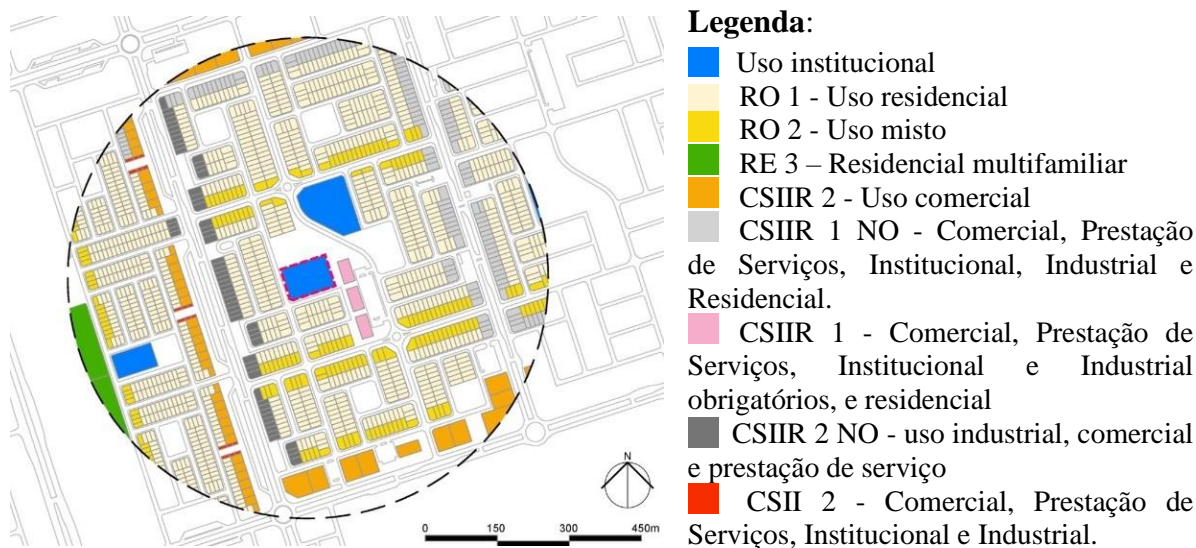 Legenda:
Uso institucional
RO 1 - Uso residencial
RO 2 - Uso misto
RE 3 – Residencial multifamiliar
CSIIR 2 - Uso comercial
CSIIR 1 NO - Comercial, Prestação
de Serviços, Institucional, Industrial e
Residencial.
CSIIR 1 - Comercial, Prestação de
Serviços, Institucional e Industrial
obrigatórios, e residencial
CSIIR 2 NO - uso industrial, comercial
e prestação de serviço
CSII 2 - Comercial, Prestação de
Serviços, Institucional e Industrial.
N
0 150 300 450m